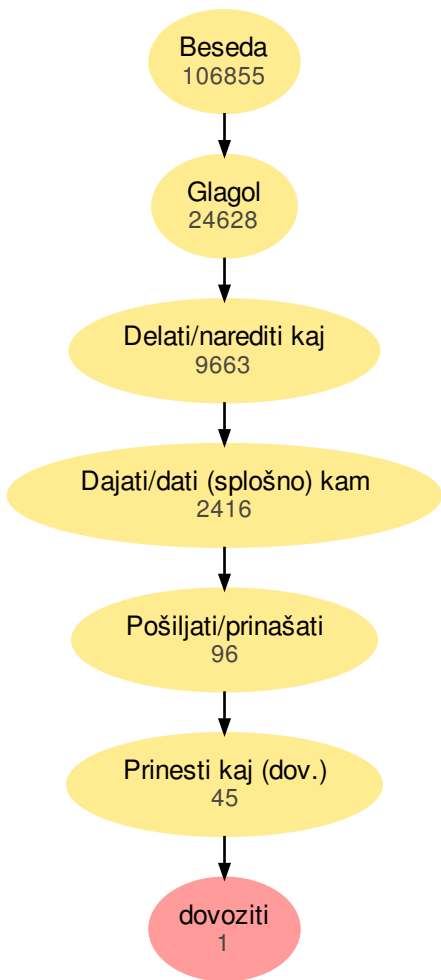 Beseda
106855
Glagol
24628
Delati/narediti kaj
9663
Dajati/dati (splošno) kam
2416
Pošiljati/prinašati
96
Prinesti kaj (dov.)
45
dovoziti
1